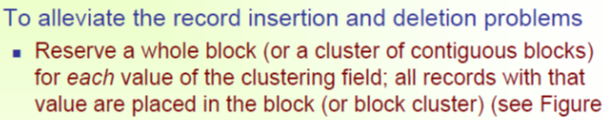 To alleviate the record insertion and deletion problems
▪ Reserve a whole block (or a cluster of contiguous blocks)
for each value of the clustering field; all records with that
value are placed in the block (or block cluster) (see Figure